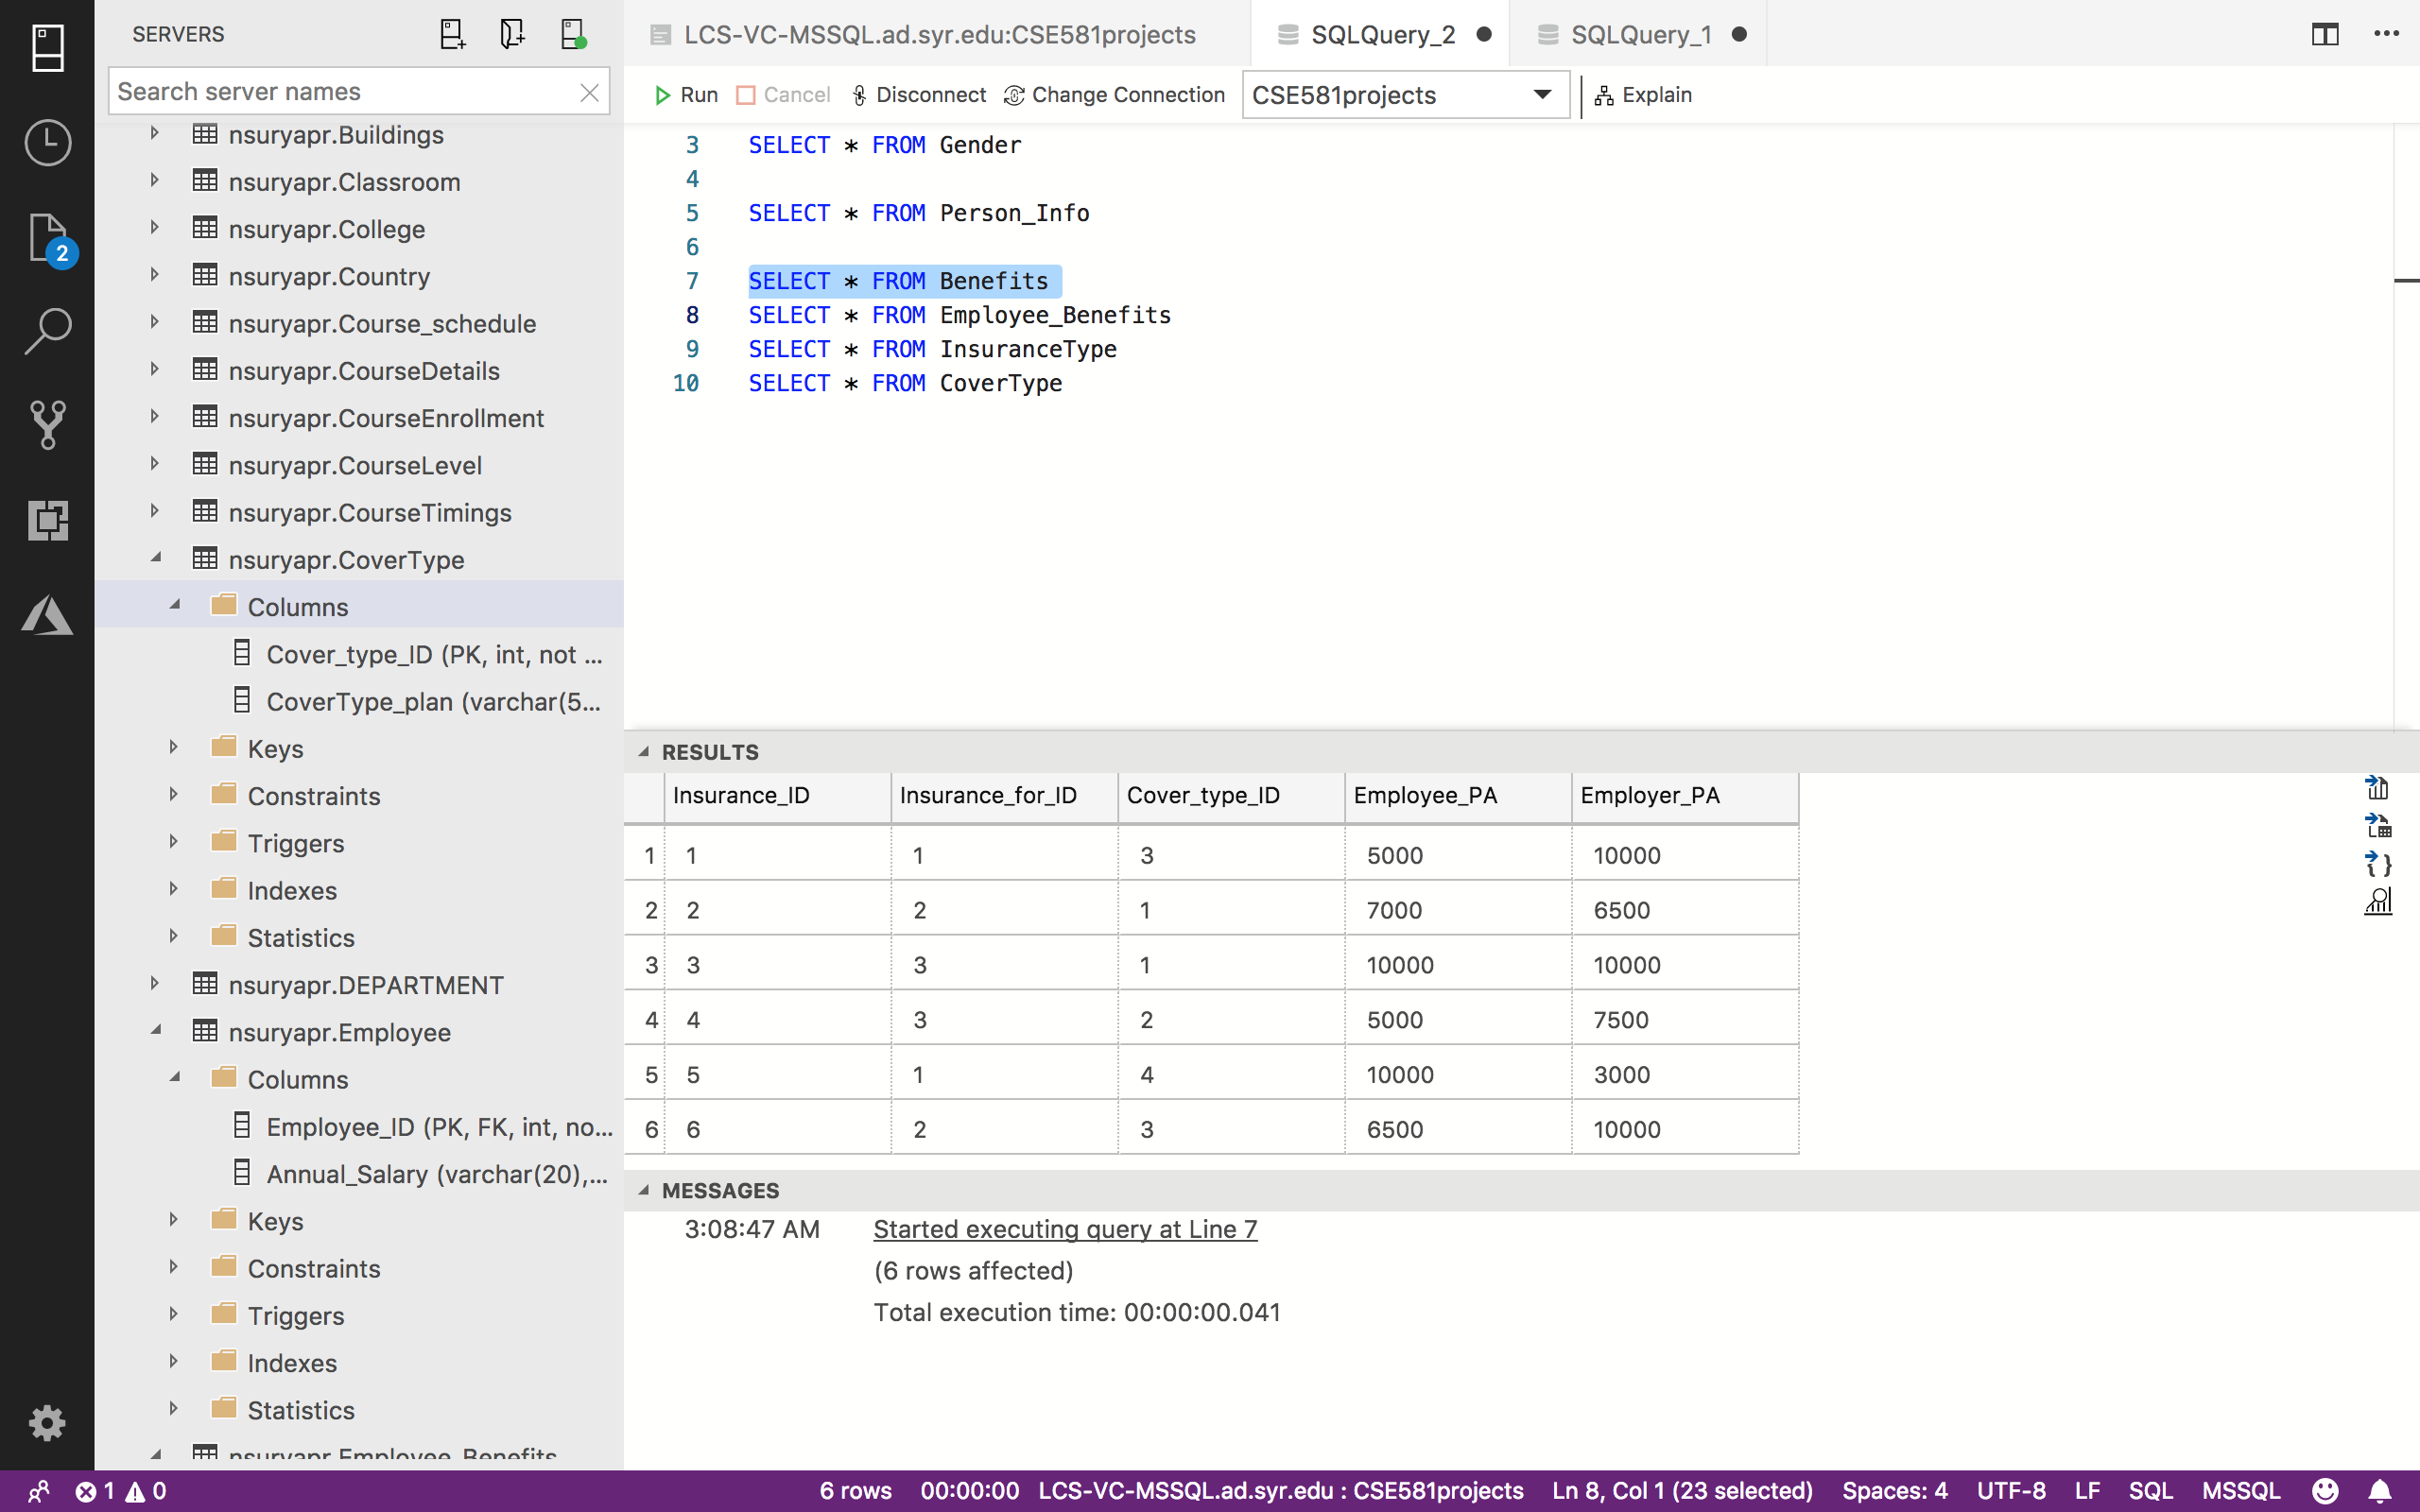 SERVERS
Search server names
nsuryapr.Buildings
nsuryapr.Classroom
nsuryapr.College
nsuryapr.Country
nsuryapr.Course_schedule
nsuryapr.CourseDetails
nsuryapr.CourseEnrollment
nsuryapr.CourseLevel
nsuryapr.CourseTimings
nsuryapr.CoverType
Columns
Cover_type_ID (PK, int, not ...
CoverType_plan (varchar(5...
Keys
Constraints
Triggers
Indexes
Statistics
nsuryapr.DEPARTMENT
nsuryapr.Employee
Columns
Employee_ID (PK, FK, int, no...
Annual_Salary (varchar(20),...
Keys
Constraints
Triggers
Indexes
Statistics
nsuryapr.Employee_Benefits
2
LCS-VC-MSSQL.ad.syr.edu:CSE581projects SQLQuery_2 SQLQuery_1
Run Cancel Disconnect Change Connection CSE581projects Explain
3 SELECT * FROM Gender
4
5 SELECT * FROM Person_Info
6
7 SELECT * FROM Benefits
8 SELECT * FROM Employee_Benefits
9 SELECT * FROM InsuranceType
10 SELECT * FROM CoverType
RESULTS
Insurance_ID Insurance_for_ID Cover_type_ID Employee_PA Employer_PA
1 1 1 3 5000 10000
2 2 2 1 7000 6500
3 3 3 1 10000 10000
4 4 3 2 5000 7500
5 5 1 4 10000 3000
6 6 2 3 6500 10000
MESSAGES
3:08:47 AM Started executing query at Line 7
(6 rows affected)
Total execution time: 00:00:00.041
1 0 6 rows 00:00:00 LCS-VC-MSSQL.ad.syr.edu : CSE581projects Ln 8, Col 1 (23 selected) Spaces: 4 UTF-8 LF SQL MSSQL